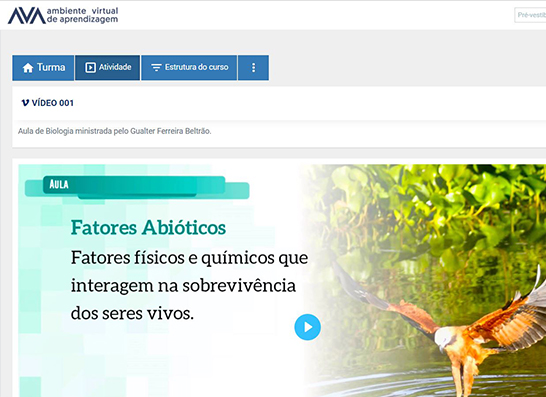 AVA ambiente virtual
de aprendizagem
Pré-vestib
Turma
Atividade
Estrutura do curso
VÍDEO 001
Aula de Biologia ministrada pelo Gualter Ferreira Beltrão.
AULA
Fatores Abióticos
Fatores físicos e químicos que
interagem na sobrevivência
dos seres vivos.